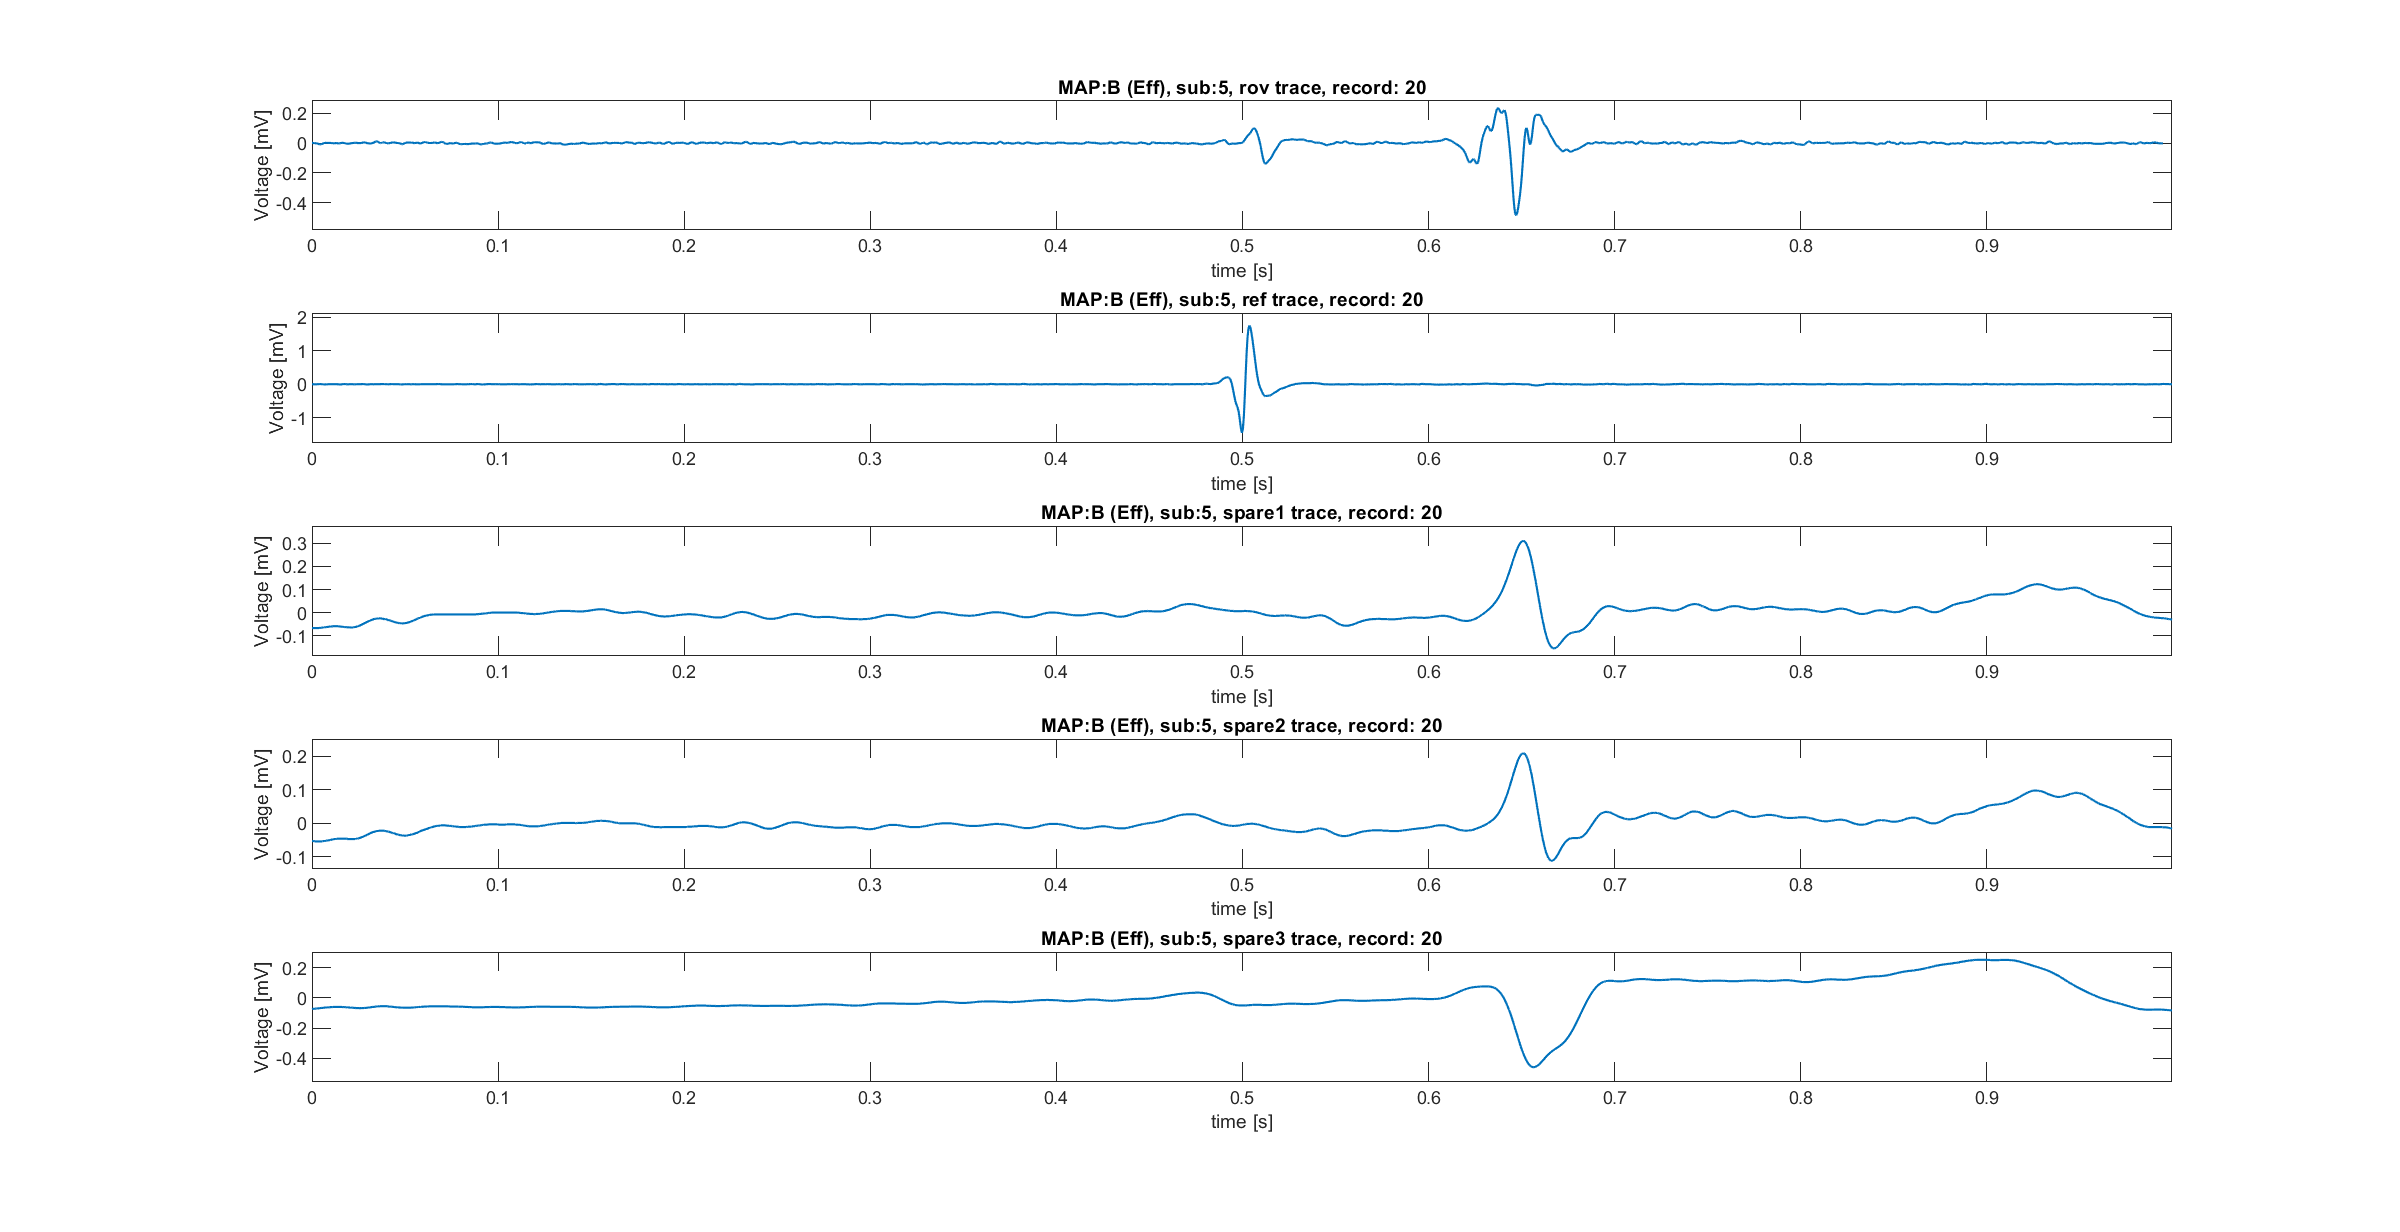 MAP:B (Eff), sub:5, rov trace, record: 20
Voltage [mV]
0.2
0
-0.2
-0.4
0 0.1 0.2 0.3 0.4 0.5 0.6 0.7 0.8 0.9
time [s]
MAP:B (Eff), sub:5, ref trace, record: 20
Voltage [mV]
2
1
0
-1
0 0.1 0.2 0.3 0.4 0.5 0.6 0.7 0.8 0.9
time [s]
MAP:B (Eff), sub:5, spare1 trace, record: 20
Voltage [mV]
0.3
0.2
0.1
0
-0.1
0 0.1 0.2 0.3 0.4 0.5 0.6 0.7 0.8 0.9
time [s]
MAP:B (Eff), sub:5, spare2 trace, record: 20
Voltage [mV]
0.2
0.1
0
-0.1
0 0.1 0.2 0.3 0.4 0.5 0.6 0.7 0.8 0.9
time [s]
MAP:B (Eff), sub:5, spare3 trace, record: 20
Voltage [mV]
0.2
0
-0.2
-0.4
0 0.1 0.2 0.3 0.4 0.5 0.6 0.7 0.8 0.9
time [s]